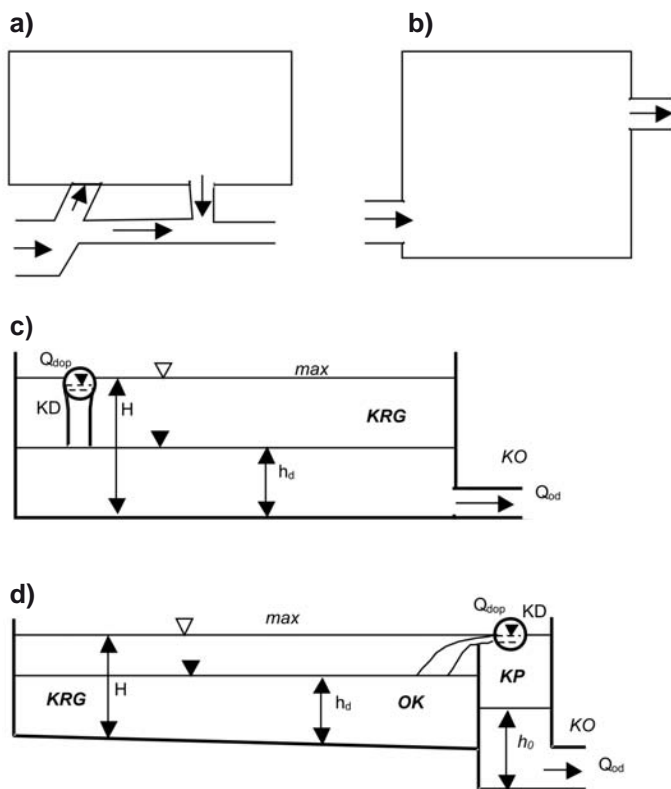 a) b)
c)
Q_dop
max
KD H KRG
h_d KO
Q_od
d)
max Q_dop KD
H KP
KRG h_d OK
h_0 KO
Q_od